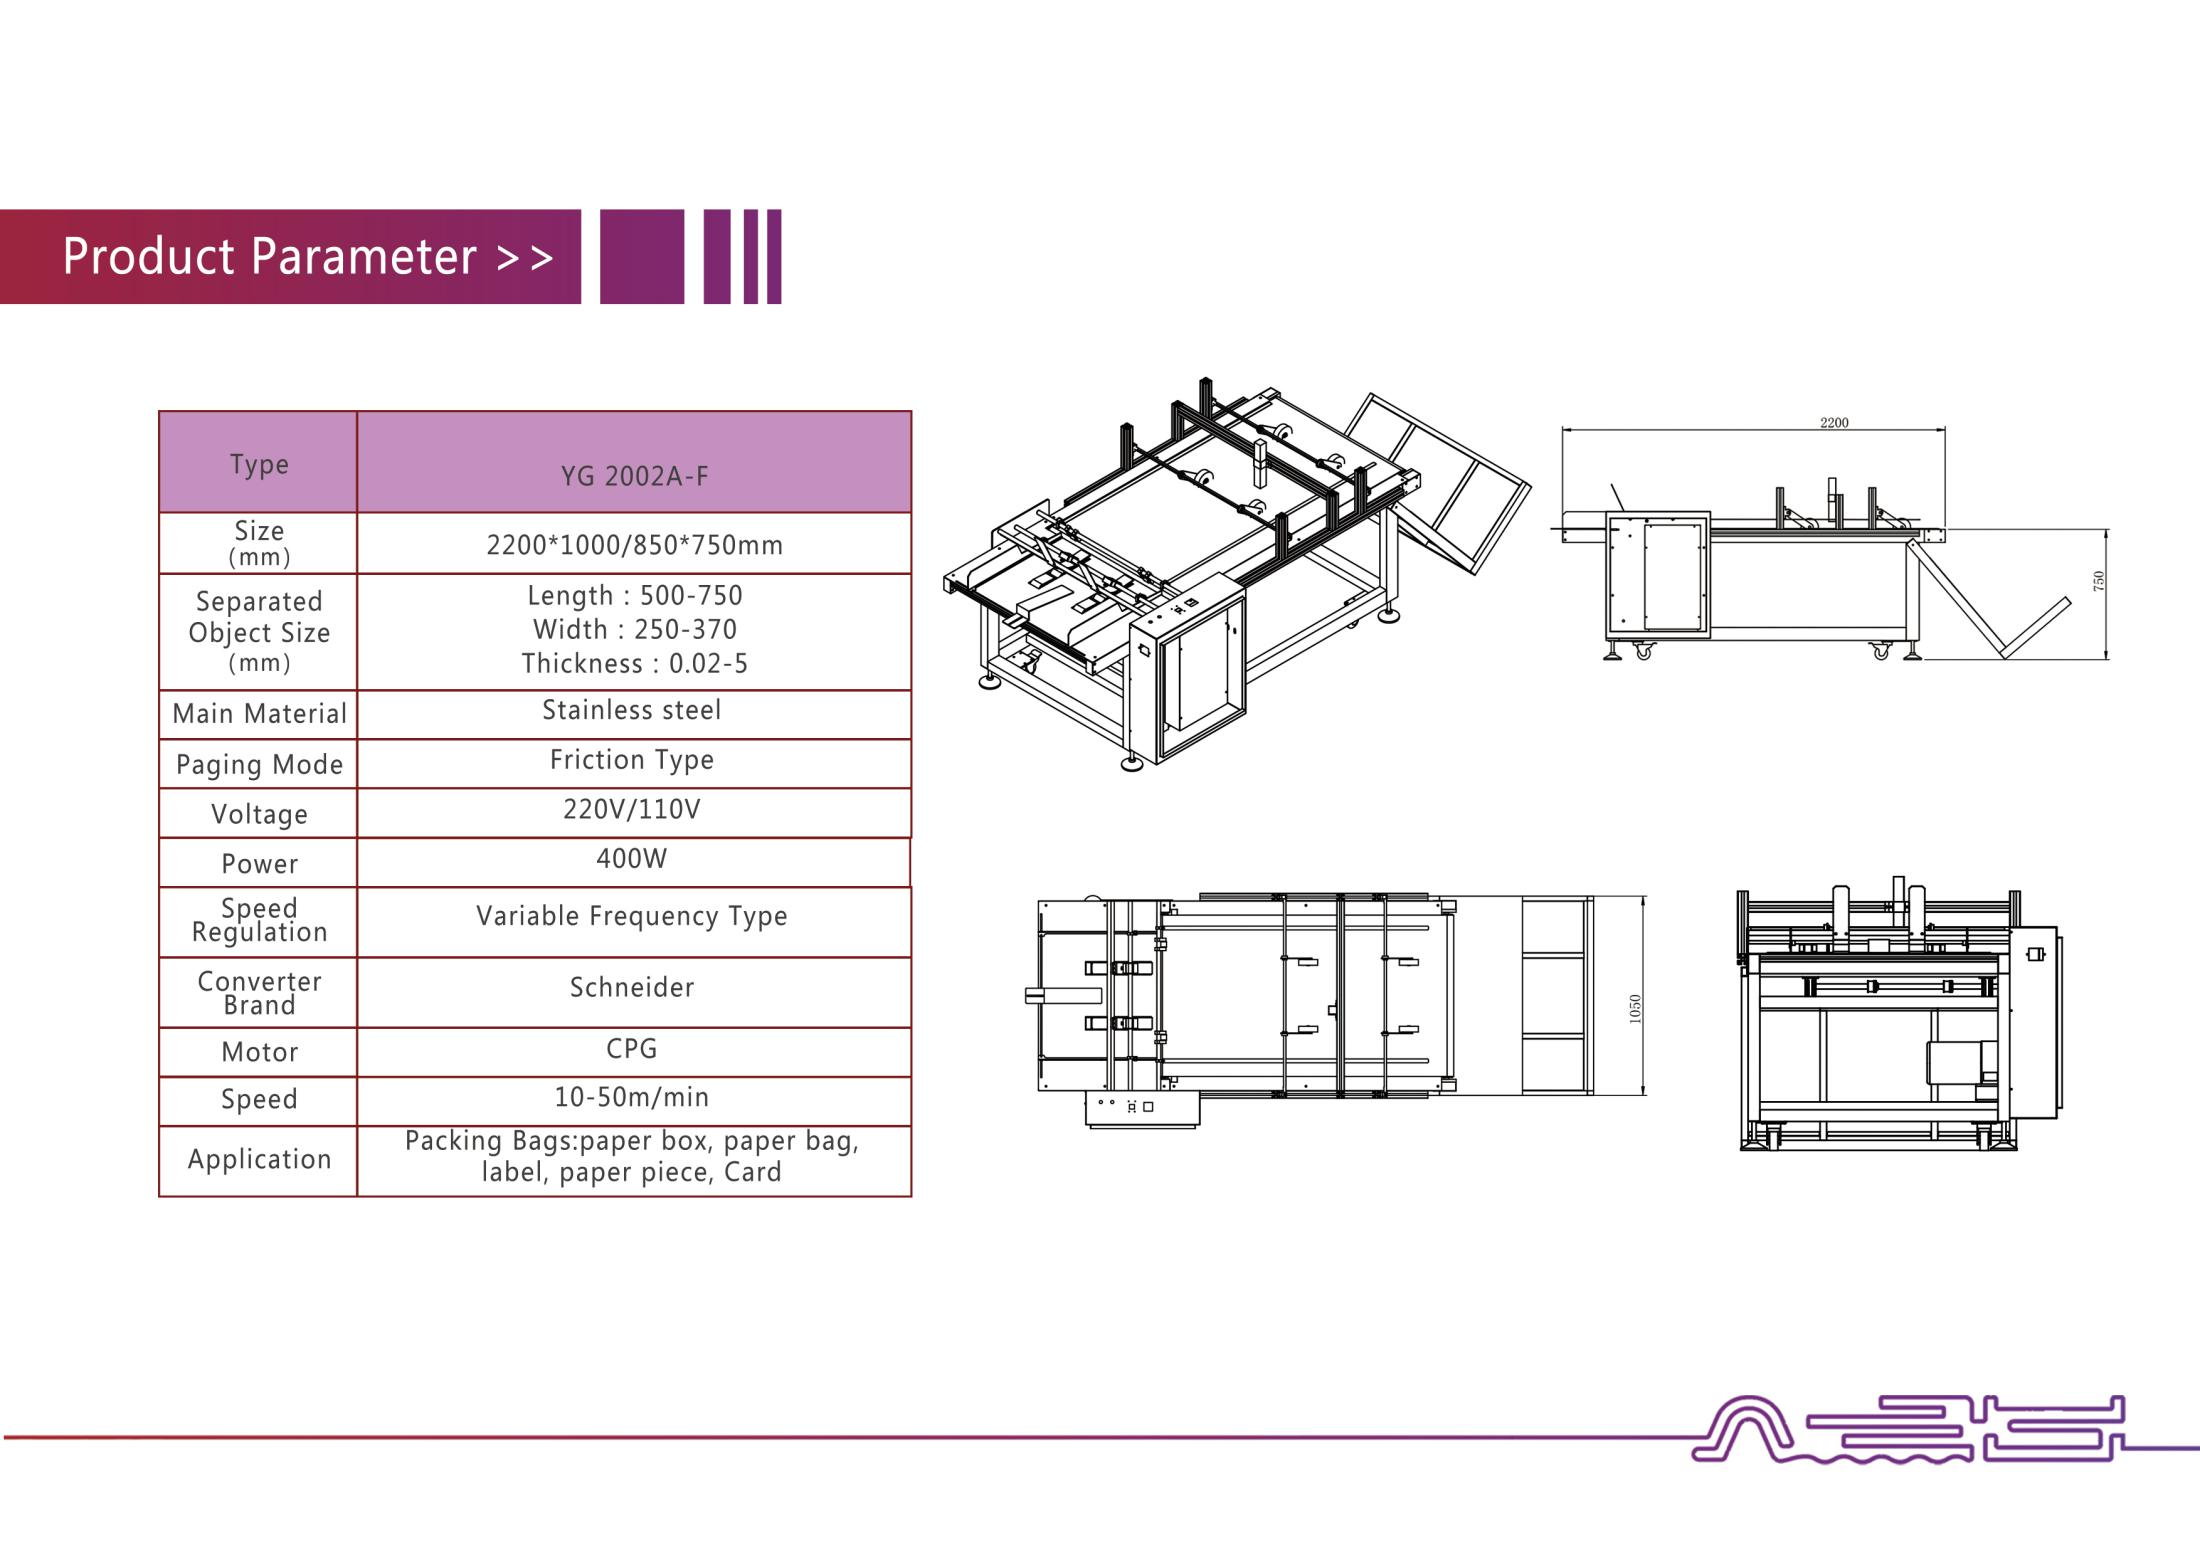 Product Parameter >>
Type
YG 2002A-F
Size
(mm)
2200*1000/850*750mm
Separated
Object Size
(mm)
Length : 500-750
Width : 250-370
Thickness : 0.02-5
Main Material
Stainless steel
Paging Mode
Friction Type
Voltage
220V/110V
Power
400W
Speed
Regulation
Variable Frequency Type
Converter
Brand
Schneider
Motor
CPG
Speed
10-50m/min
Application
Packing Bags:paper box, paper bag,
label, paper piece, Card
2200
750
1050